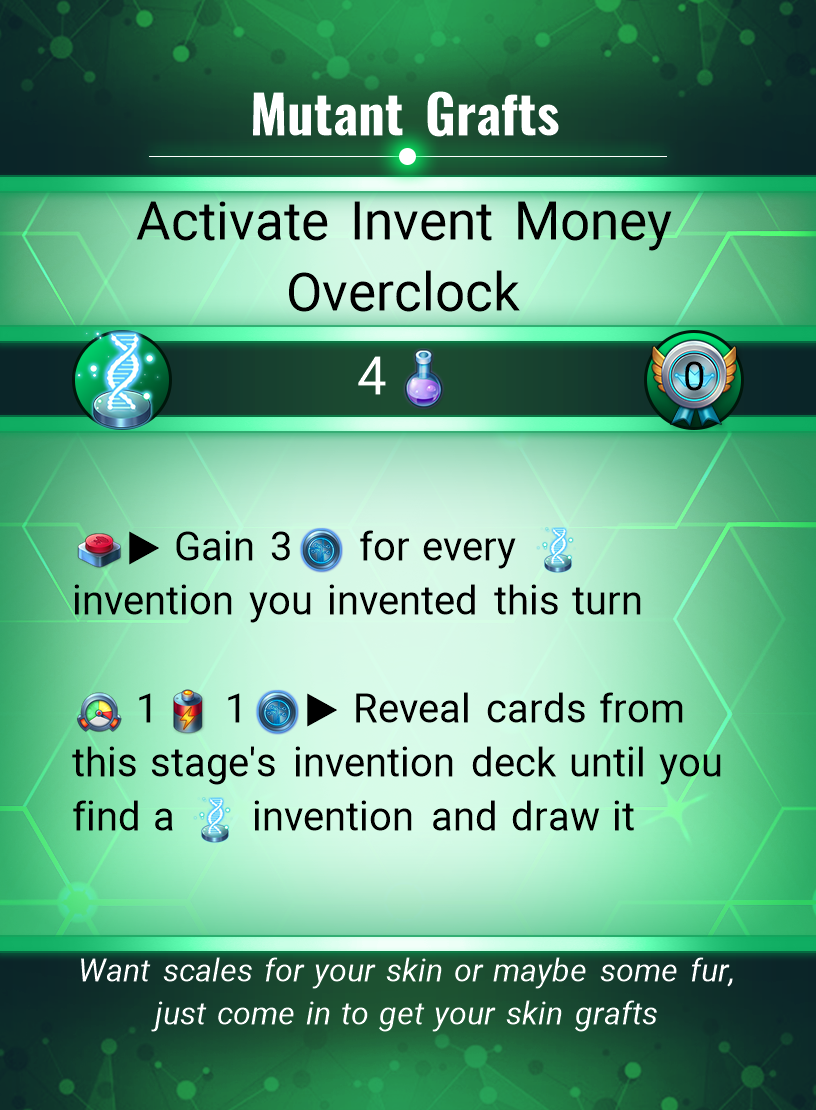 Mutant Grafts
Activate Invent Money
Overclock
4
0
Gain 3 for every
invention you invented this turn
1 1 Reveal cards from
this stage's invention deck until you
find a invention and draw it
Want scales for your skin or maybe some fur,
just come in to get your skin grafts